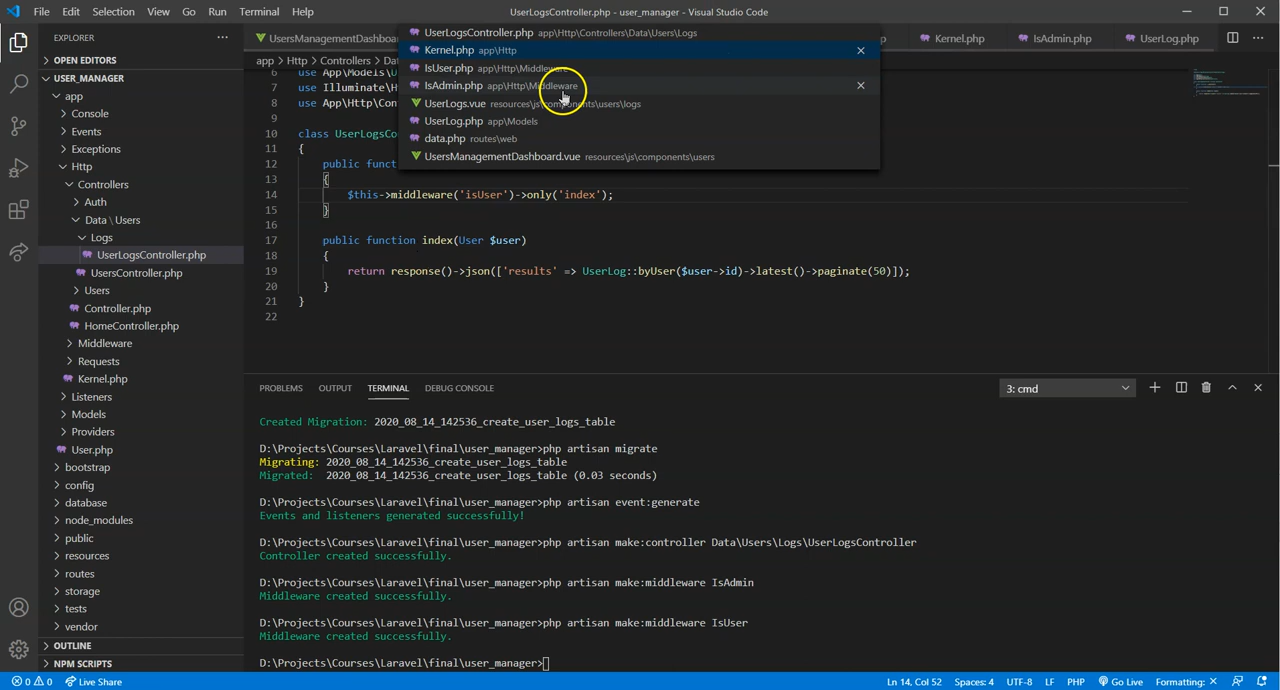 File Edit Selection View Go Run Terminal Help
UserLogsController.php - user_manager - Visual Studio Code
EXPLORER
OPEN EDITORS
USER_MANAGER
app
Console
Events
Exceptions
Http
Controllers
Auth
Data \ Users
Logs
UserLogsController.php
UsersController.php
Users
Controller.php
HomeController.php
Middleware
Requests
Kernel.php
Listeners
Models
Providers
User.php
bootstrap
config
database
node_modules
public
resources
routes
storage
tests
vendor
OUTLINE
NPM SCRIPTS
UsersManagementDashboa
Kernel.php
IsAdmin.php
UserLog.php
app > Http > Controllers > Dat
UserLogsController.php app\Http\Controllers\Data\Users\Logs
Kernel.php app\Http
IsUser.php app\Http\Middleware
IsAdmin.php app\Http\Middleware
UserLogs.vue resources\js\components\users\logs
UserLog.php app\Models
data.php routes\web
UsersManagementDashboard.vue resources\js\components\users
6 use App\Models\U
7 use Illuminate\H
8 use App\Http\Con
9
10 class UserLogsCo
11 {
12 public funct
13 {
14 $this->middleware('isUser')->only('index');
15 }
16
17 public function index(User $user)
18 {
19 return response()->json(['results' => UserLog::byUser($user->id)->latest()->paginate(50)]);
20 }
21 }
22
PROBLEMS OUTPUT TERMINAL DEBUG CONSOLE
3: cmd
Created Migration: 2020_08_14_142536_create_user_logs_table
D:\Projects\Courses\Laravel\final\user_manager>php artisan migrate
Migrating: 2020_08_14_142536_create_user_logs_table
Migrated: 2020_08_14_142536_create_user_logs_table (0.03 seconds)
D:\Projects\Courses\Laravel\final\user_manager>php artisan event:generate
Events and listeners generated successfully!
D:\Projects\Courses\Laravel\final\user_manager>php artisan make:controller Data\Users\Logs\UserLogsController
Controller created successfully.
D:\Projects\Courses\Laravel\final\user_manager>php artisan make:middleware IsAdmin
Middleware created successfully.
D:\Projects\Courses\Laravel\final\user_manager>php artisan make:middleware IsUser
Middleware created successfully.
D:\Projects\Courses\Laravel\final\user_manager>
0 0 Live Share
Ln 14, Col 52 Spaces: 4 UTF-8 LF PHP Go Live Formatting: ×